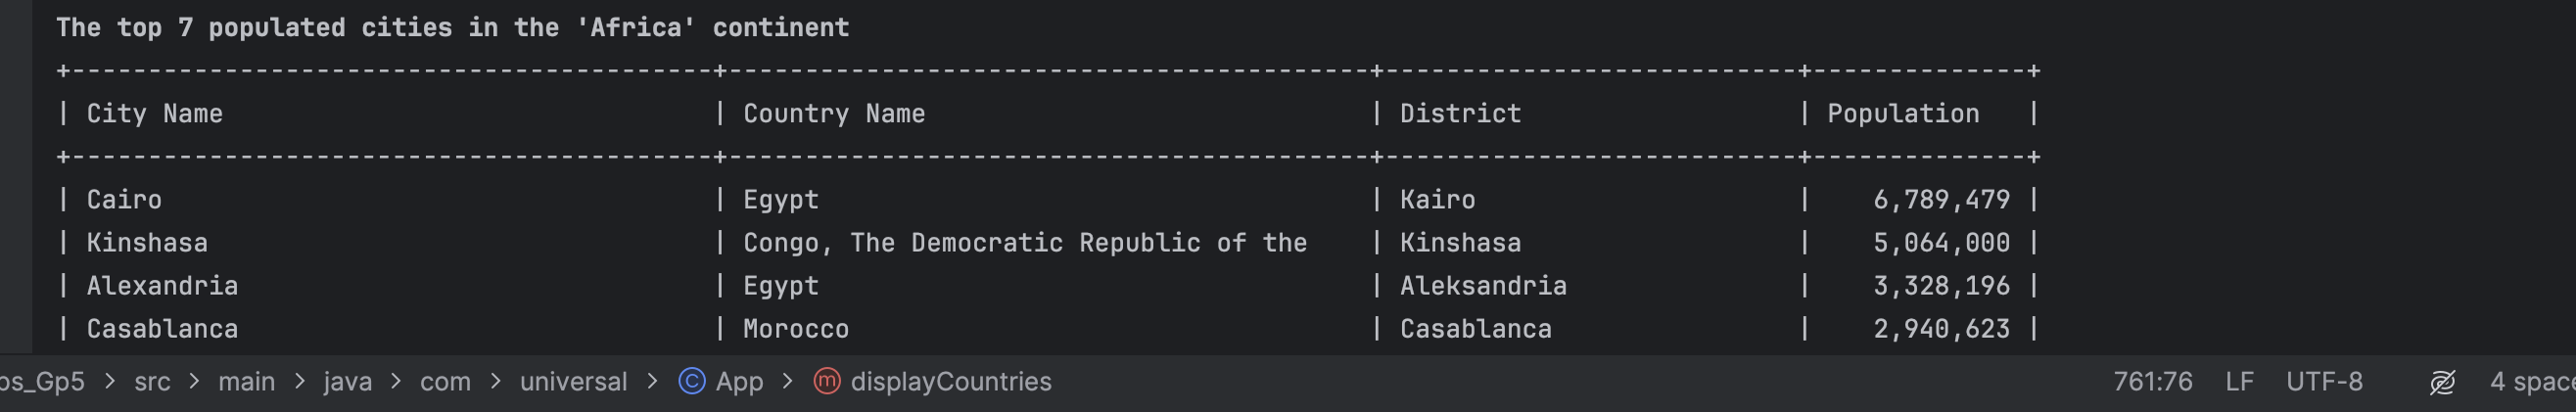 The top 7 populated cities in the 'Africa' continent
+------------------------------------------+------------------------------------------+---------------------------+--------------+
| City Name | Country Name | District | Population |
+------------------------------------------+------------------------------------------+---------------------------+--------------+
| Cairo | Egypt | Kairo | 6,789,479 |
| Kinshasa | Congo, The Democratic Republic of the | Kinshasa | 5,064,000 |
| Alexandria | Egypt | Aleksandria | 3,328,196 |
| Casablanca | Morocco | Casablanca | 2,940,623 |
os_Gp5 > src > main > java > com > universal > App > displayCountries 761:76 LF UTF-8 4 space